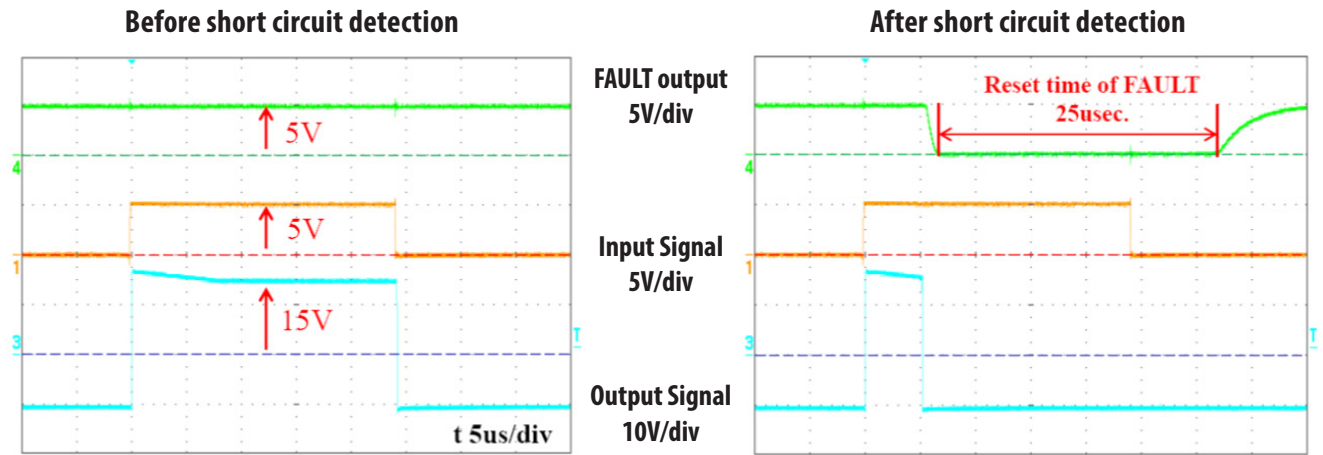 Before short circuit detection
After short circuit detection
FAULT output
5V/div
Reset time of FAULT
25usec.
5V
4
4
5V
Input Signal
5V/div
1
1
15V
3
T
3
T
Output Signal
10V/div
t 5us/div